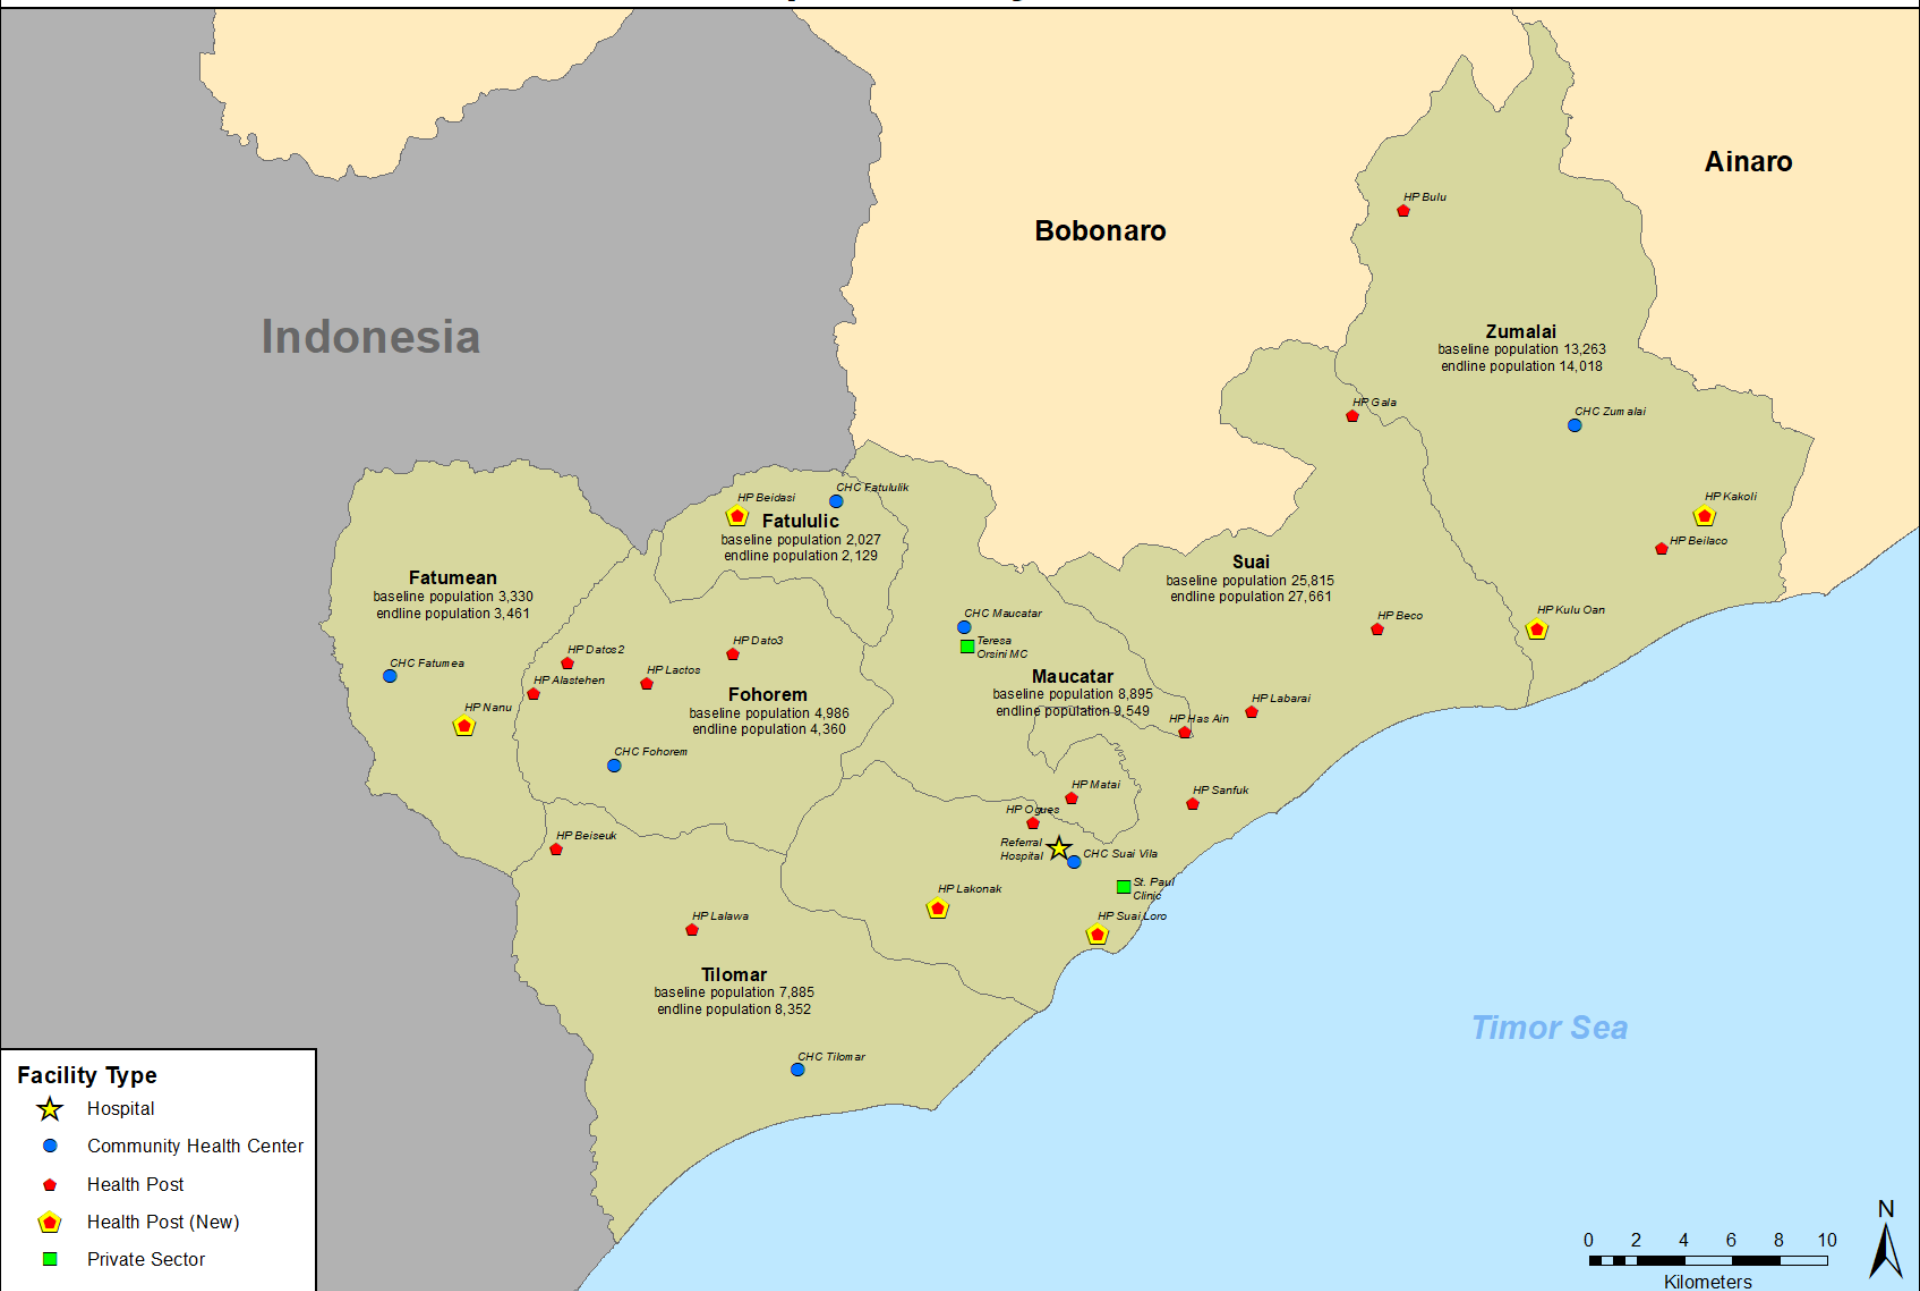 Ainaro
HP Bulu
Bobonaro
Indonesia
Zumalai
baseline population 13,263
endline population 14,018
HP Gala
CHC Zumalai
CHC Fatululik
HP Beidasi
HP Kakoli
Fatululic
baseline population 2,027
endline population 2,129
HP Beilaco
Suai
baseline population 25,815
endline population 27,661
Fatumean
baseline population 3,330
endline population 3,461
HP Kulu Oan
CHC Maucatar
HP Beco
Teresa
Orsini MC
HP Dato3
HP Datos2
CHC Fatumea
HP Lactos
HP Alastehen
Maucatar
baseline population 8,895
endline population 9,549
Fohorem
baseline population 4,986
endline population 4,360
HP Labarai
HP Nanu
HP Has Ain
CHC Fohorem
HP Matai
HP Sanfuk
HP Ogues
HP Beiseuk
Referral
Hospital
CHC Suai Vila
St. Paul
Clinic
HP Lakonak
HP Suai Loro
HP Lalawa
Tilomar
baseline population 7,885
endline population 8,352
Timor Sea
CHC Tilomar
Facility Type
Hospital
Community Health Center
Health Post
Health Post (New)
Private Sector
N
0 2 4 6 8 10
Kilometers